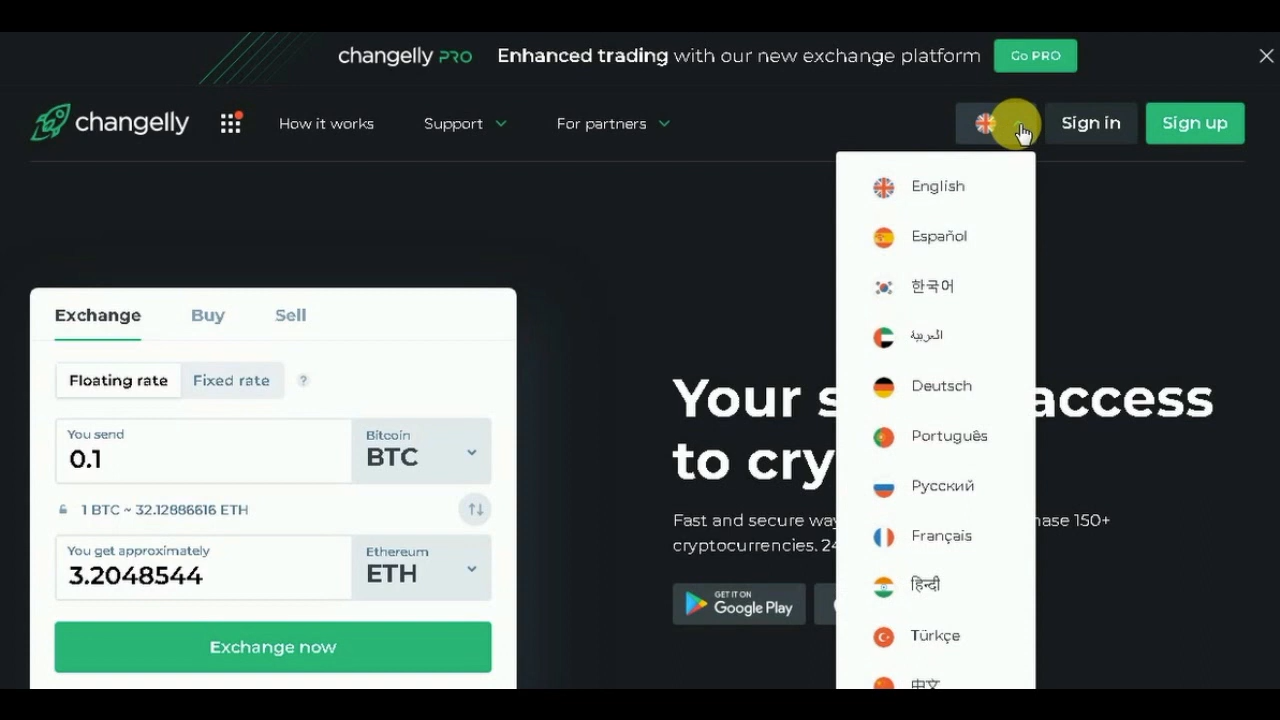 changelly PRO Enhanced trading with our new exchange platform Go PRO
changelly How it works Support For partners Sign in Sign up
English
Español
한국어
العربية
Deutsch
Português
Русский
Français
हिन्दी
Türkçe
中文
Exchange Buy Sell
Floating rate Fixed rate ?
You send
0.1
Bitcoin
BTC
1 BTC ~ 32.12886616 ETH
You get approximately
3.2048544
Ethereum
ETH
Exchange now
Your access
to cry
Fast and secure 150+
cryptocurrencies.
GET IT ON
Google Play